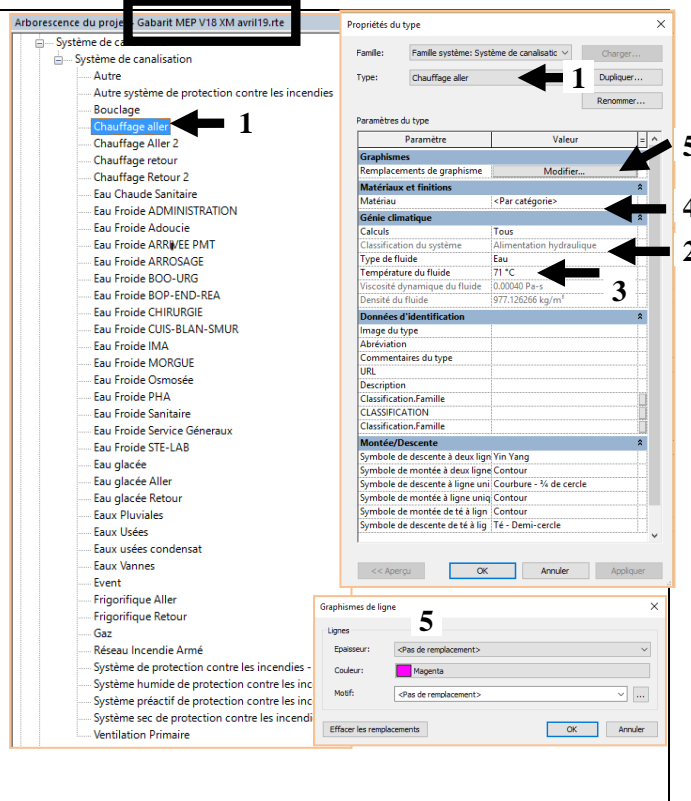 Arborescence du projet - Gabarit MEP V18 XM avril19.rte
Système de ca
Système de canalisation
Autre
Autre système de protection contre les incendies
Bouclage
Chauffage aller
1
Chauffage Aller 2
Chauffage retour
Chauffage Retour 2
Eau Chaude Sanitaire
Eau Froide ADMINISTRATION
Eau Froide Adoucie
Eau Froide ARRIVEE PMT
Eau Froide ARROSAGE
Eau Froide BOO-URG
Eau Froide BOP-END-REA
Eau Froide CHIRURGIE
Eau Froide CUIS-BLAN-SMUR
Eau Froide IMA
Eau Froide MORGUE
Eau Froide Osmosée
Eau Froide PHA
Eau Froide Sanitaire
Eau Froide Service Géneraux
Eau Froide STE-LAB
Eau glacée
Eau glacée Aller
Eau glacée Retour
Eaux Pluviales
Eaux Usées
Eaux usées condensat
Eaux Vannes
Event
Frigorifique Aller
Frigorifique Retour
Gaz
Réseau Incendie Armé
Système de protection contre les incendies -
Système humide de protection contre les inc
Système préactif de protection contre les inc
Système sec de protection contre les incendi
Ventilation Primaire
Propriétés du type
Famille: Famille système: Système de canalisatic Charger...
Type: Chauffage aller 1 Dupliquer...
Renommer...
Paramètres du type
Paramètre Valeur =
Graphismes
Remplacements de graphisme Modifier... 5
Matériaux et finitions
Matériau <Par catégorie> 4
Génie climatique
Calculs Tous
Classification du système Alimentation hydraulique 2
Type de fluide Eau
Température du fluide 71 °C 3
Viscosité dynamique du fluide 0.00040 Pa-s
Densité du fluide 977.126266 kg/m³
Données d'identification
Image du type
Abréviation
Commentaires du type
URL
Description
Classification.Famille
CLASSIFICATION
Classification.Famille
Montée/Descente
Symbole de descente à deux lign Yin Yang
Symbole de montée à deux ligne Contour
Symbole de descente à ligne uni Courbure - ¾ de cercle
Symbole de montée à ligne uniq Contour
Symbole de montée de té à lign Contour
Symbole de descente de té à lig Té - Demi-cercle
<< Aperçu OK Annuler Appliquer
Graphismes de ligne
5
Lignes
Epaisseur: <Pas de remplacement>
Couleur: Magenta
Motif: <Pas de remplacement> ...
Effacer les remplacements OK Annuler